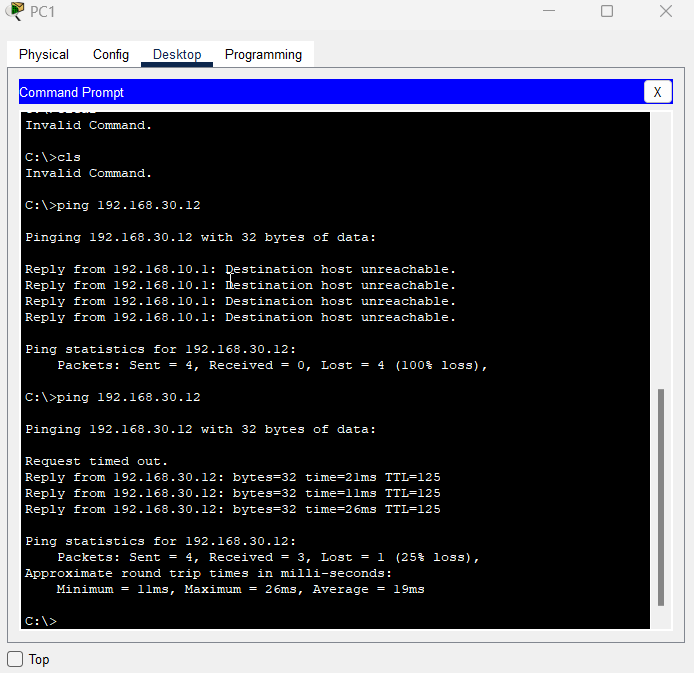 PC1
Physical Config Desktop Programming
Command Prompt
X
Invalid Command.
C:\>cls
Invalid Command.
C:\>ping 192.168.30.12
Pinging 192.168.30.12 with 32 bytes of data:
Reply from 192.168.10.1: Destination host unreachable.
Reply from 192.168.10.1: Destination host unreachable.
Reply from 192.168.10.1: Destination host unreachable.
Reply from 192.168.10.1: Destination host unreachable.
Ping statistics for 192.168.30.12:
Packets: Sent = 4, Received = 0, Lost = 4 (100% loss),
C:\>ping 192.168.30.12
Pinging 192.168.30.12 with 32 bytes of data:
Request timed out.
Reply from 192.168.30.12: bytes=32 time=21ms TTL=125
Reply from 192.168.30.12: bytes=32 time=11ms TTL=125
Reply from 192.168.30.12: bytes=32 time=26ms TTL=125
Ping statistics for 192.168.30.12:
Packets: Sent = 4, Received = 3, Lost = 1 (25% loss),
Approximate round trip times in milli-seconds:
Minimum = 11ms, Maximum = 26ms, Average = 19ms
C:\>
Top